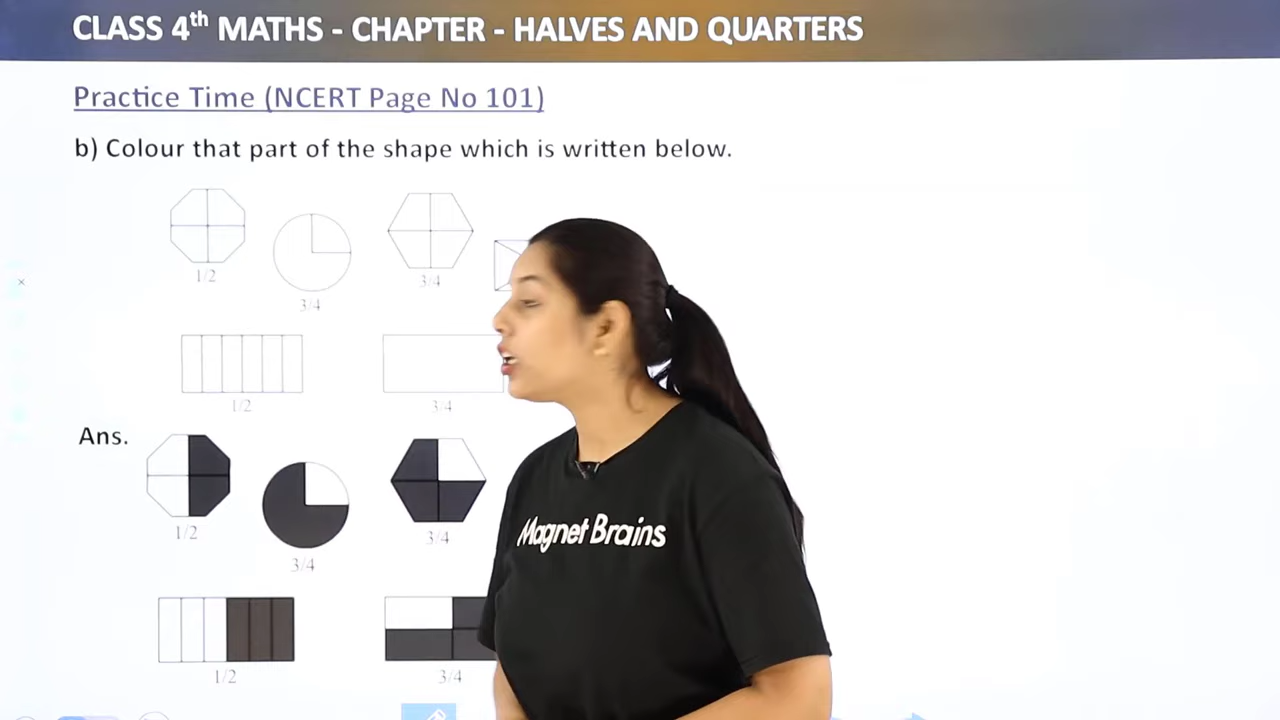 CLASS 4th MATHS - CHAPTER - HALVES AND QUARTERS
Practice Time (NCERT Page No 101)
b) Colour that part of the shape which is written below.
1/2
3/4
3/4
1/2
3/4
Ans.
1/2
3/4
3/4
1/2
3/4
Magnet Brains